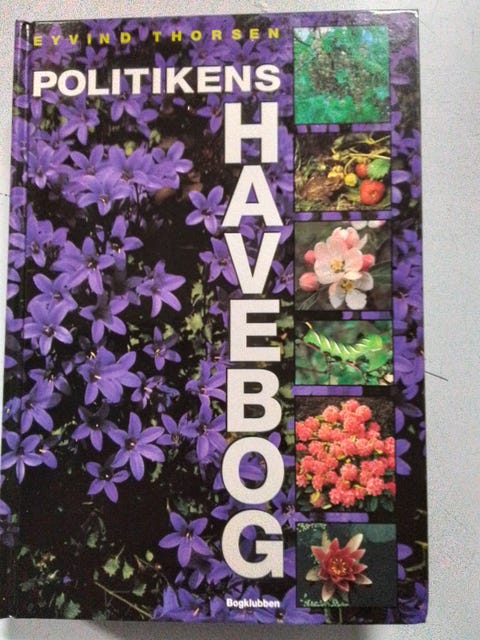 EYVIND THORSEN
POLITIKENS
HAVEBOG
Bogklubben